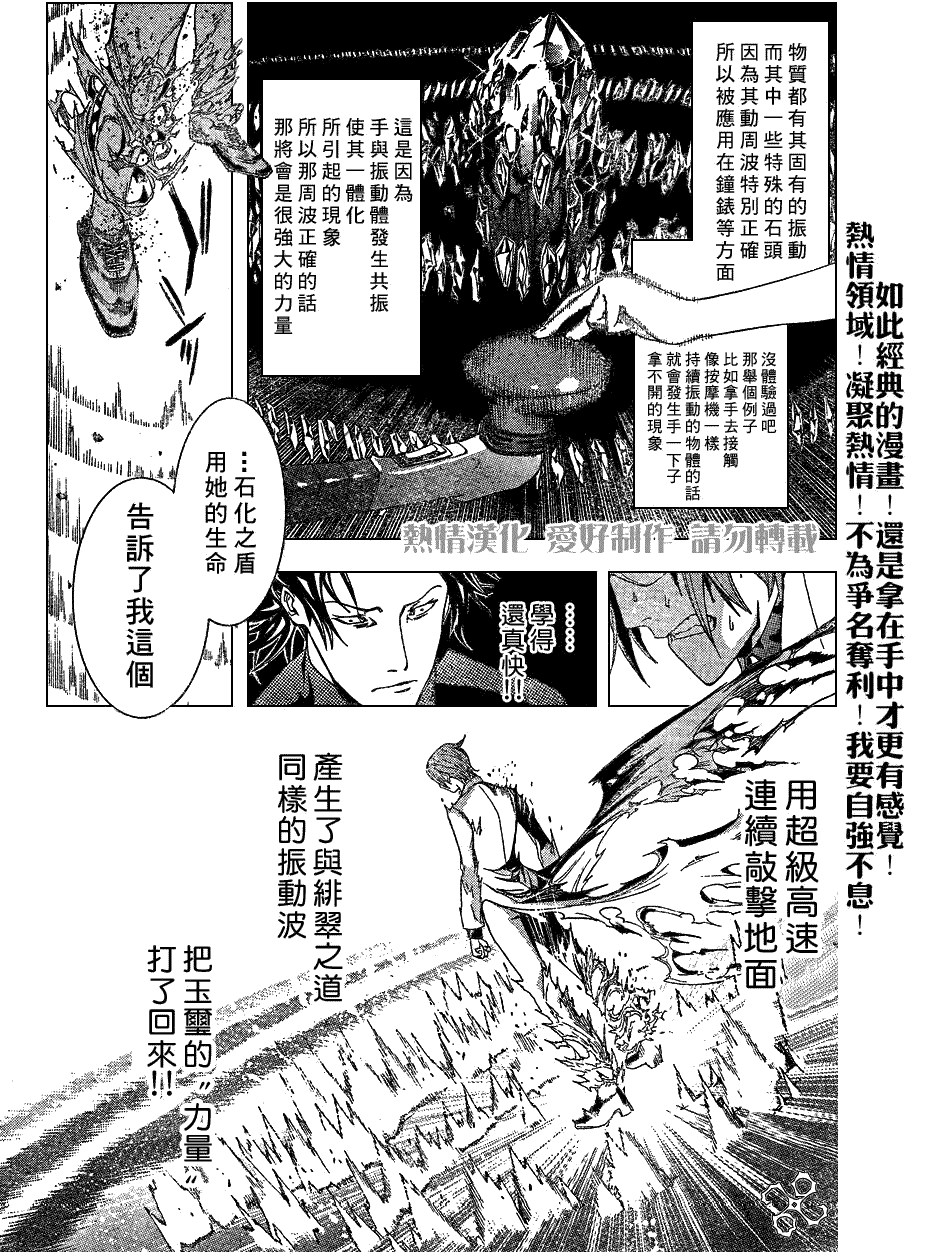 物質都有其固有的振動
而其中一些特殊的石頭
因為其動周波特別正確
所以被應用在鐘錶等方面
沒體驗過吧
那舉個例子
比如拿手去接觸
像按摩機一樣
持續振動的物體的話
就會發生手一下子
拿不開的現象
這是因為
手與振動體發生共振
使其一體化
所引起的現象
所以那周波正確的話
那將會是很強大的力量
…石化之盾
用她的生命
告訴了我這個
熱情漢化 愛好制作 請勿轉載
……
學得
還真快!!
用超級高速
連續敲擊地面
產生了與緋翠之道
同樣的振動波
把玉璽的〝力量〞
打了回來!!
如此經典的漫畫!還是拿在手中才更有感覺!
熱情領域!凝聚熱情!不為爭名奪利!我要自強不息!